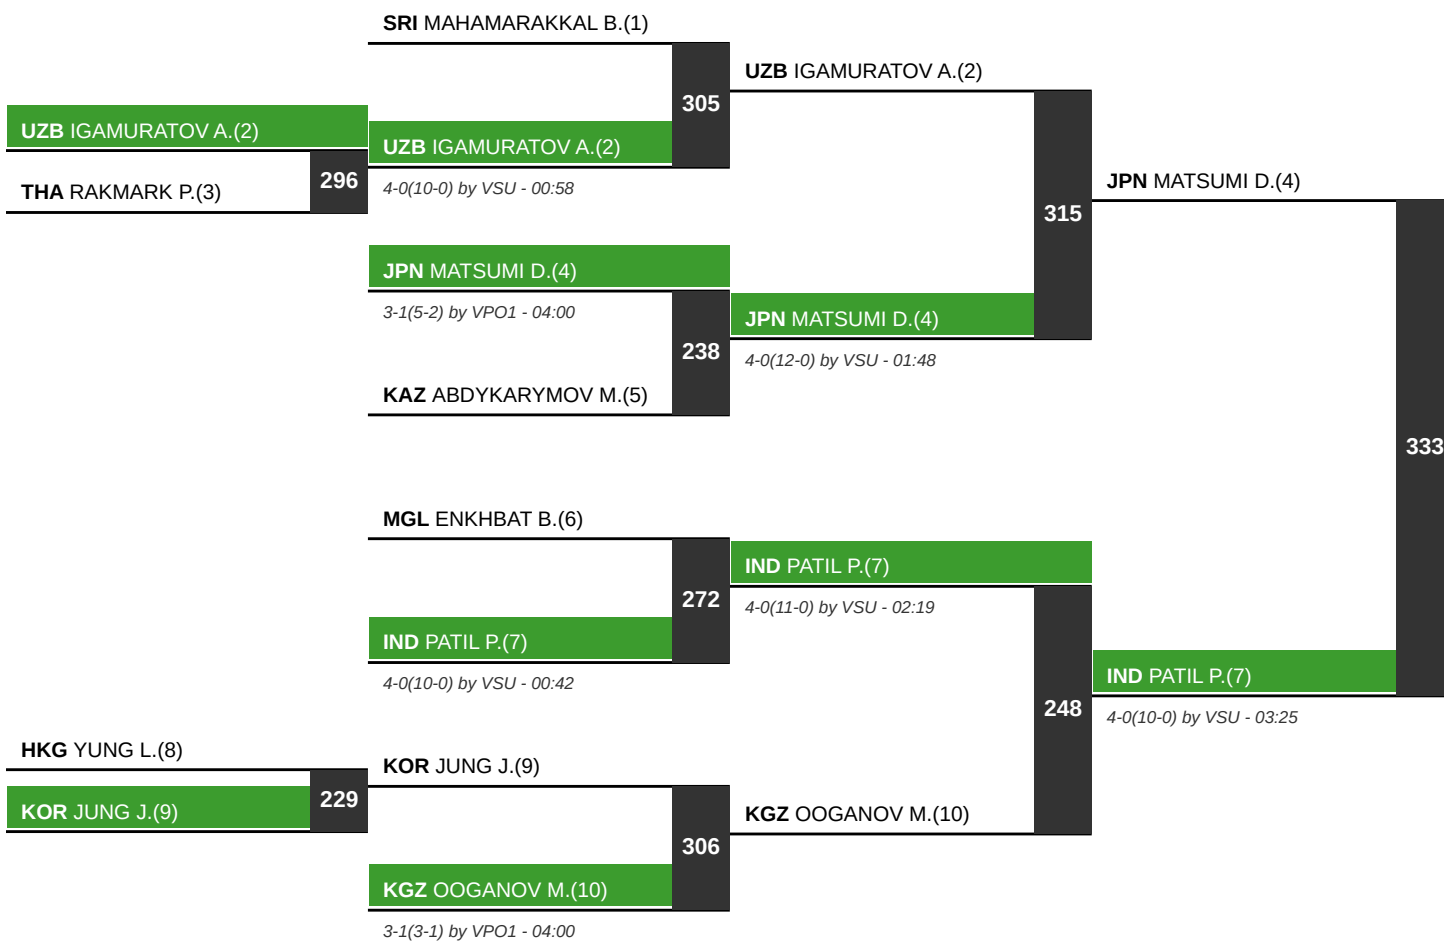 SRI MAHAMARAKKAL B.(1)
305
UZB IGAMURATOV A.(2)
UZB IGAMURATOV A.(2)
THA RAKMARK P.(3)
296
UZB IGAMURATOV A.(2)
4-0(10-0) by VSU - 00:58
315
JPN MATSUMI D.(4)
JPN MATSUMI D.(4)
3-1(5-2) by VPO1 - 04:00
238
KAZ ABDYKARYMOV M.(5)
JPN MATSUMI D.(4)
4-0(12-0) by VSU - 01:48
333
MGL ENKHBAT B.(6)
272
IND PATIL P.(7)
4-0(10-0) by VSU - 00:42
IND PATIL P.(7)
4-0(11-0) by VSU - 02:19
248
IND PATIL P.(7)
4-0(10-0) by VSU - 03:25
HKG YUNG L.(8)
229
KOR JUNG J.(9)
KOR JUNG J.(9)
306
KGZ OOGANOV M.(10)
KGZ OOGANOV M.(10)
3-1(3-1) by VPO1 - 04:00